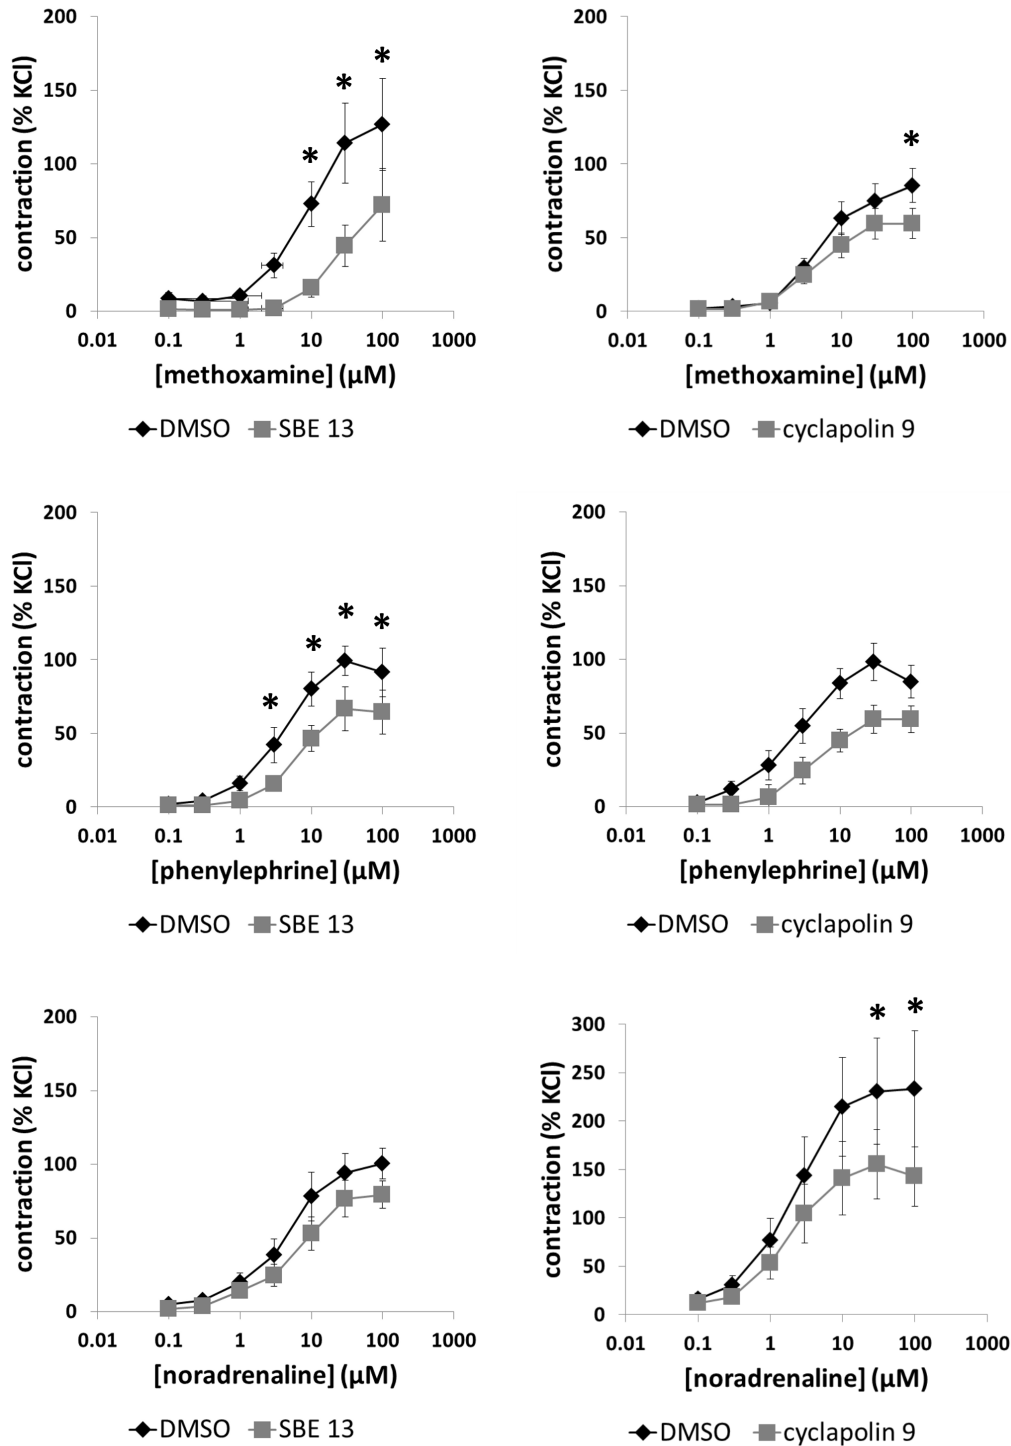 200
150
100
50
0
contraction (% KCl)
* * *
0.01 0.1 1 10 100 1000
[methoxamine] (µM)
DMSO SBE 13
200
150
100
50
0
contraction (% KCl)
*
0.01 0.1 1 10 100 1000
[methoxamine] (µM)
DMSO cyclapolin 9
200
150
100
50
0
contraction (% KCl)
* * * *
0.01 0.1 1 10 100 1000
[phenylephrine] (µM)
DMSO SBE 13
200
150
100
50
0
contraction (% KCl)
0.01 0.1 1 10 100 1000
[phenylephrine] (µM)
DMSO cyclapolin 9
200
150
100
50
0
contraction (% KCl)
0.01 0.1 1 10 100 1000
[noradrenaline] (µM)
DMSO SBE 13
300
250
200
150
100
50
0
contraction (% KCl)
* *
0.01 0.1 1 10 100 1000
[noradrenaline] (µM)
DMSO cyclapolin 9